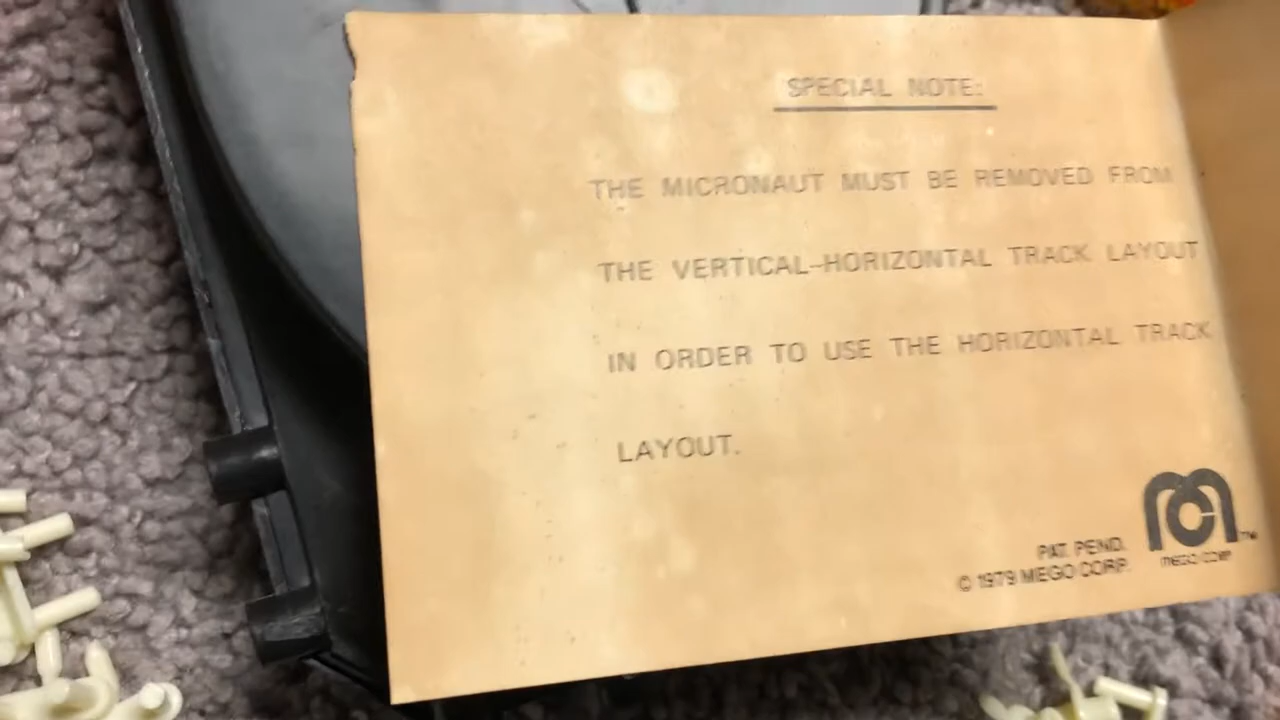 SPECIAL NOTE:
THE MICRONAUT MUST BE REMOVED FROM
THE VERTICAL-HORIZONTAL TRACK LAYOUT
IN ORDER TO USE THE HORIZONTAL TRACK
LAYOUT.
PAT. PEND.
© 1979 MEGO CORP.
MEGO CORP
TM